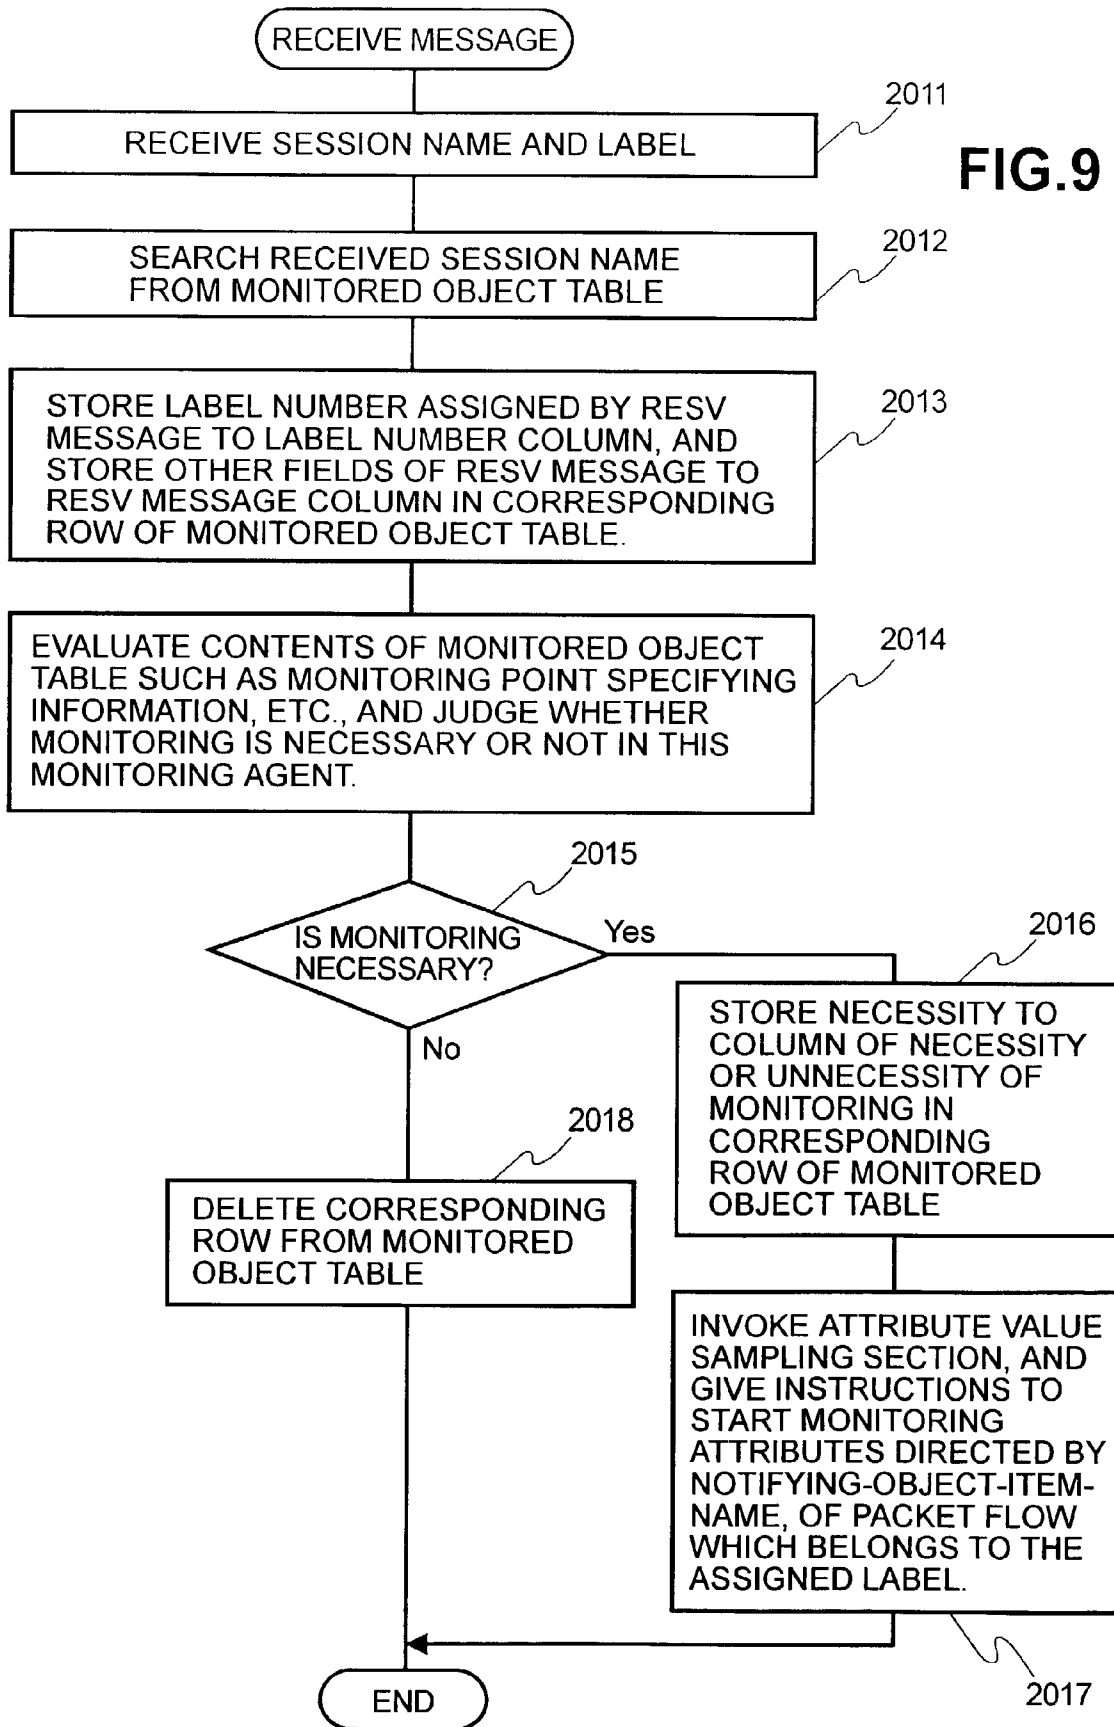 RECEIVE MESSAGE
2011
RECEIVE SESSION NAME AND LABEL
FIG.9
2012
SEARCH RECEIVED SESSION NAME
FROM MONITORED OBJECT TABLE
2013
STORE LABEL NUMBER ASSIGNED BY RESV
MESSAGE TO LABEL NUMBER COLUMN, AND
STORE OTHER FIELDS OF RESV MESSAGE TO
RESV MESSAGE COLUMN IN CORRESPONDING
ROW OF MONITORED OBJECT TABLE.
2014
EVALUATE CONTENTS OF MONITORED OBJECT
TABLE SUCH AS MONITORING POINT SPECIFYING
INFORMATION, ETC., AND JUDGE WHETHER
MONITORING IS NECESSARY OR NOT IN THIS
MONITORING AGENT.
2015
IS MONITORING
NECESSARY?
Yes
No
2016
STORE NECESSITY TO
COLUMN OF NECESSITY
OR UNNECESSITY OF
MONITORING IN
CORRESPONDING
ROW OF MONITORED
OBJECT TABLE
2018
DELETE CORRESPONDING
ROW FROM MONITORED
OBJECT TABLE
INVOKE ATTRIBUTE VALUE
SAMPLING SECTION, AND
GIVE INSTRUCTIONS TO
START MONITORING
ATTRIBUTES DIRECTED BY
NOTIFYING-OBJECT-ITEM-
NAME, OF PACKET FLOW
WHICH BELONGS TO THE
ASSIGNED LABEL.
2017
END